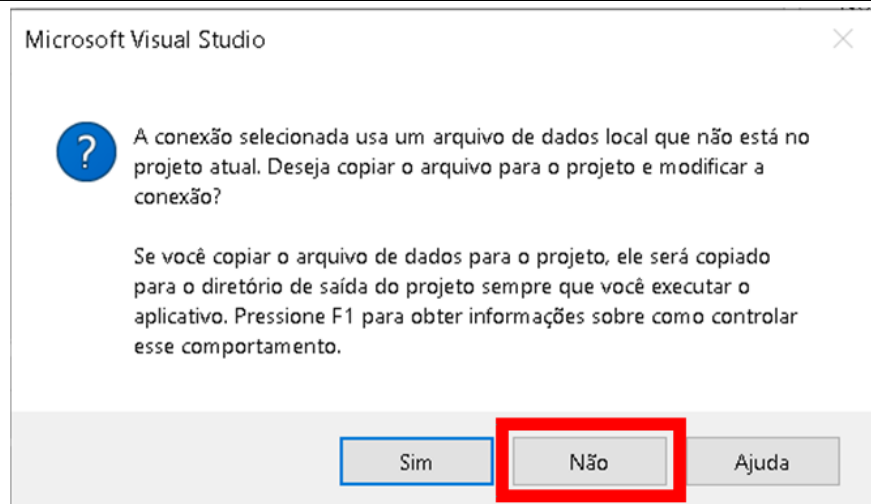 Microsoft Visual Studio
A conexão selecionada usa um arquivo de dados local que não está no
projeto atual. Deseja copiar o arquivo para o projeto e modificar a
conexão?
Se você copiar o arquivo de dados para o projeto, ele será copiado
para o diretório de saída do projeto sempre que você executar o
aplicativo. Pressione F1 para obter informações sobre como controlar
esse comportamento.
Sim
Não
Ajuda